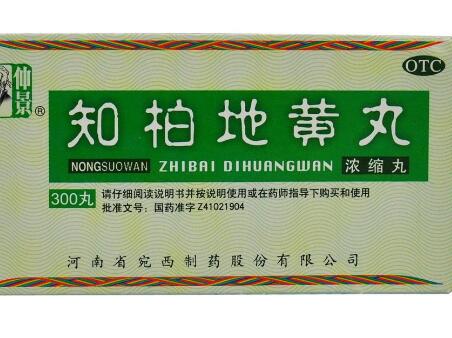 仲景®
OTC
知柏地黄丸
NONGSUOWAN ZHIBAI DIHUANGWAN 浓缩丸
300丸 请仔细阅读说明书并按说明使用或在药师指导下购买和使用
批准文号：国药准字Z41021904
河南省宛西制药股份有限公司